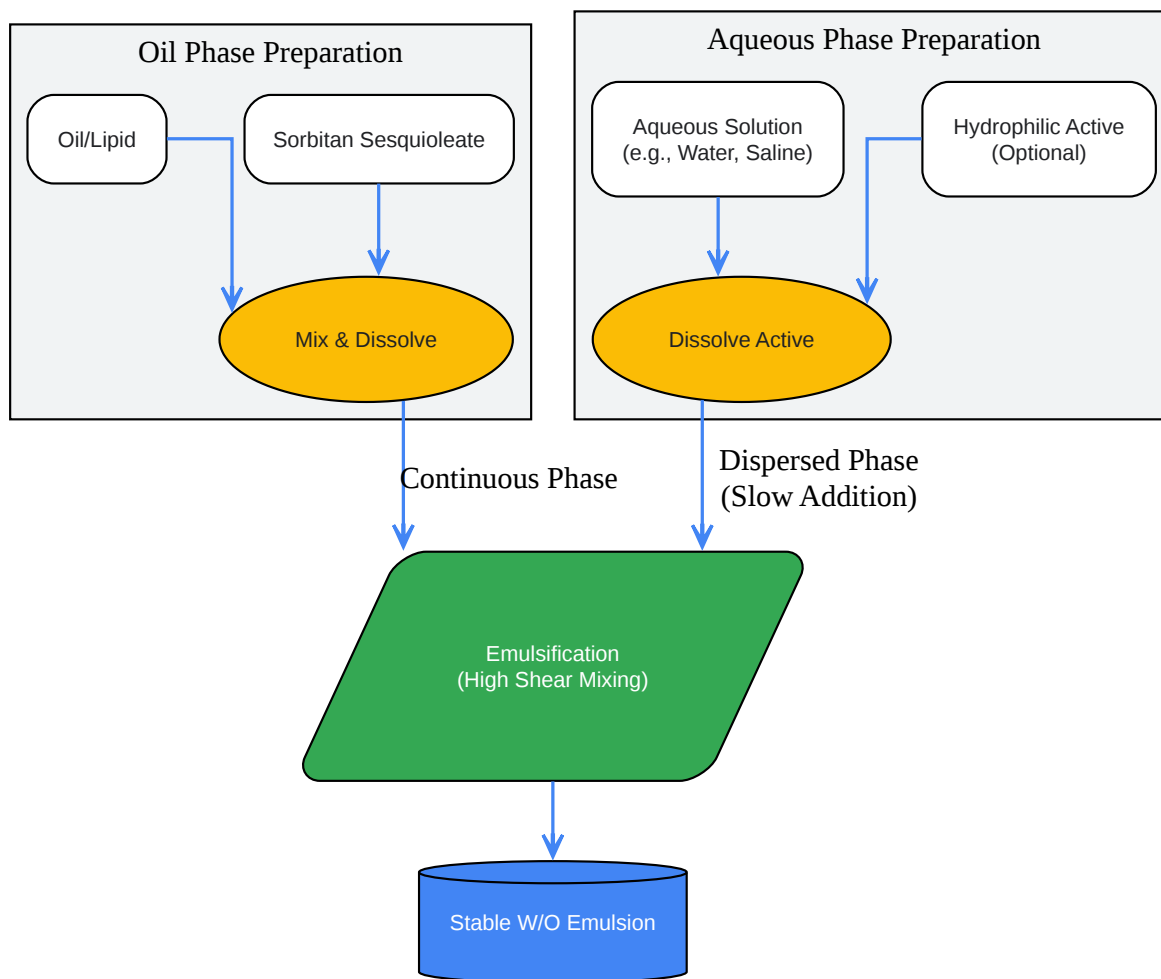 Oil Phase Preparation
Oil/Lipid
Sorbitan Sesquioleate
Mix & Dissolve
Aqueous Phase Preparation
Aqueous Solution
(e.g., Water, Saline)
Hydrophilic Active
(Optional)
Dissolve Active
Continuous Phase
Dispersed Phase
(Slow Addition)
Emulsification
(High Shear Mixing)
Stable W/O Emulsion